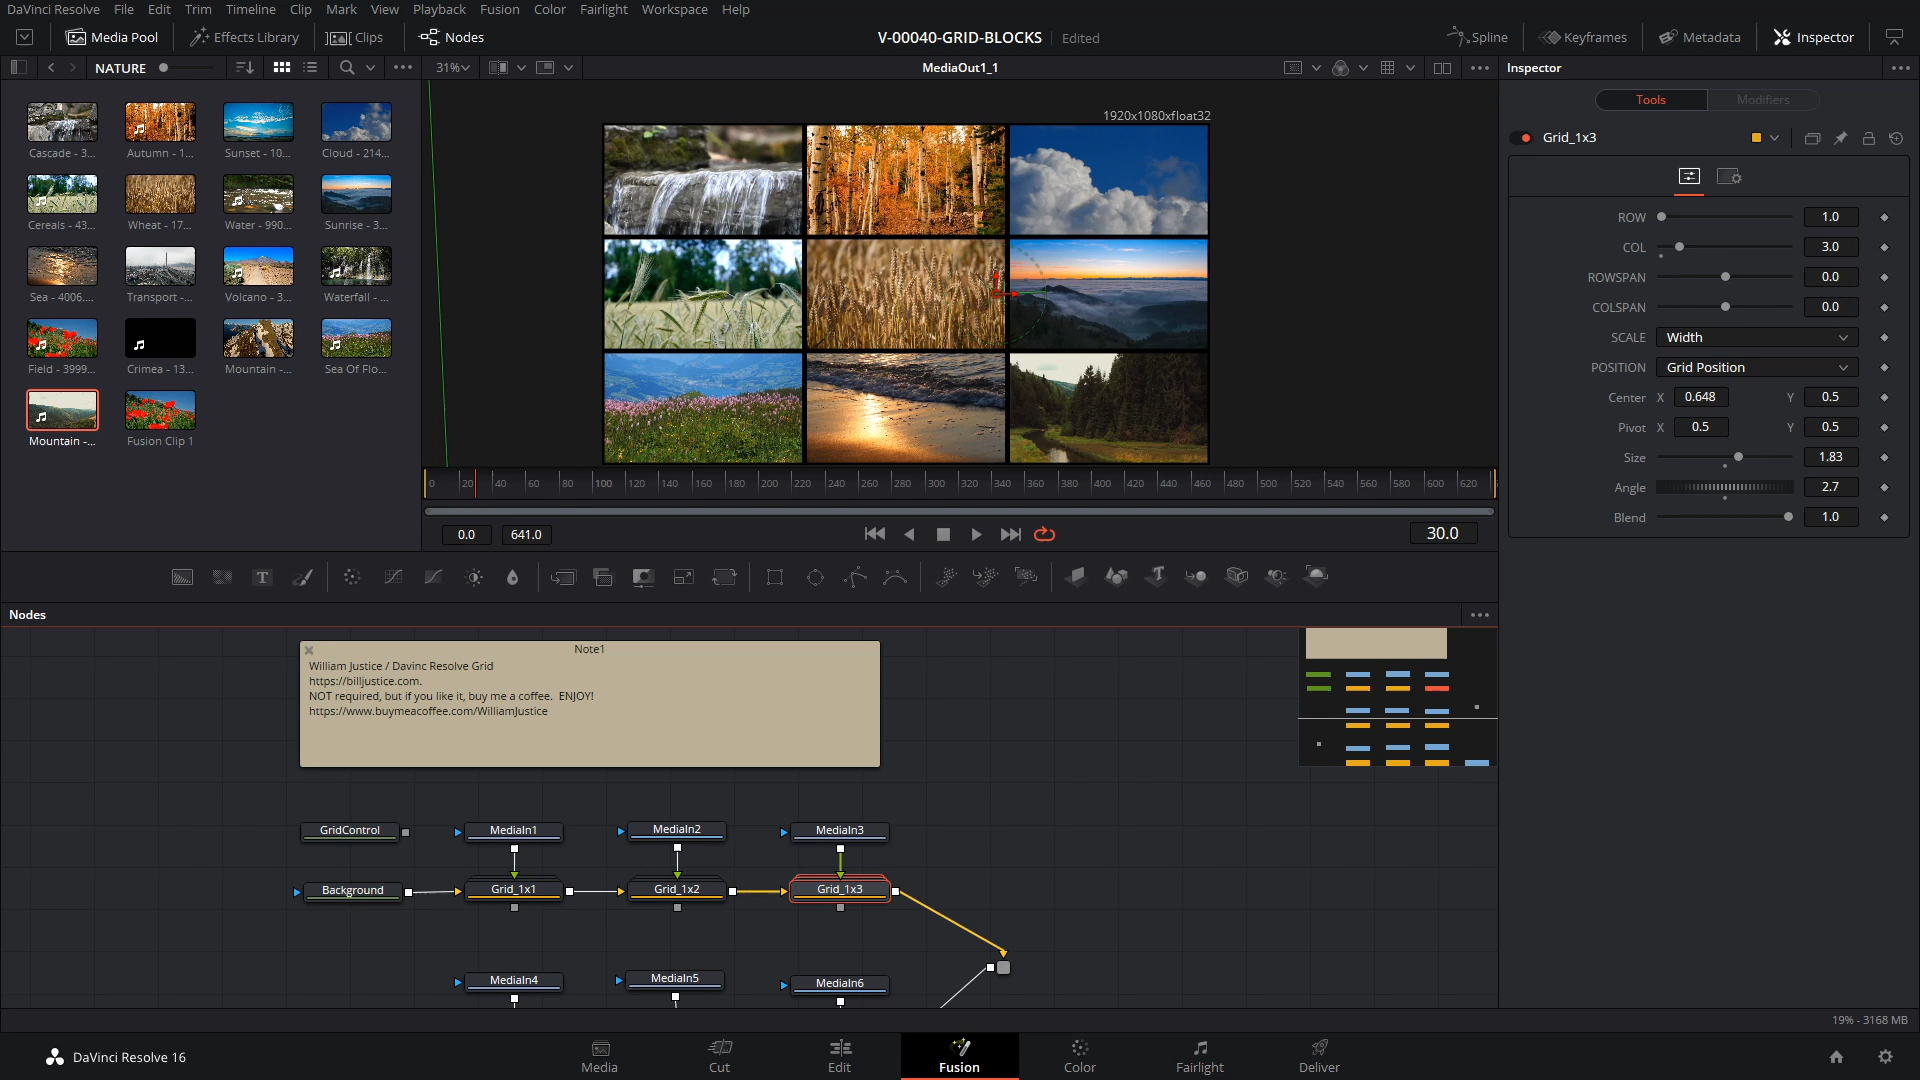 DaVinci Resolve File Edit Trim Timeline Clip Mark View Playback Fusion Color Fairlight Workspace Help
Media Pool Effects Library Clips Nodes V-00040-GRID-BLOCKS Edited Spline Keyframes Metadata Inspector
NATURE 31% MediaOut1_1 Inspector
Tools Modifiers
1920x1080xfloat32
Grid_1x3
Cascade - 3... Autumn - 1... Sunset - 10... Cloud - 214...
Cereals - 43... Wheat - 17... Water - 990... Sunrise - 3...
Sea - 4006.... Transport -... Volcano - 3... Waterfall - ...
Field - 3999... Crimea - 13... Mountain -... Sea Of Flo...
Mountain -... Fusion Clip 1
ROW 1.0
COL 3.0
ROWSPAN 0.0
COLSPAN 0.0
SCALE Width
POSITION Grid Position
Center X 0.648 Y 0.5
Pivot X 0.5 Y 0.5
Size 1.83
Angle 2.7
Blend 1.0
0 20 40 60 80 100 120 140 160 180 200 220 240 260 280 300 320 340 360 380 400 420 440 460 480 500 520 540 560 580 600 620
0.0 641.0 30.0
Nodes
Note1
William Justice / Davinc Resolve Grid
https://billjustice.com.
NOT required, but if you like it, buy me a coffee. ENJOY!
https://www.buymeacoffee.com/WilliamJustice
GridControl MediaIn1 MediaIn2 MediaIn3
Background Grid_1x1 Grid_1x2 Grid_1x3
MediaIn4 MediaIn5 MediaIn6
19% - 3168 MB
DaVinci Resolve 16 Media Cut Edit Fusion Color Fairlight Deliver